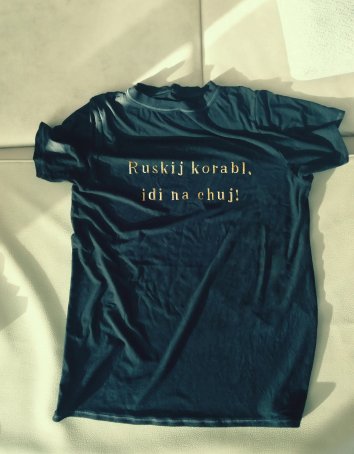 Ruskij korabl,
idi na chuj!